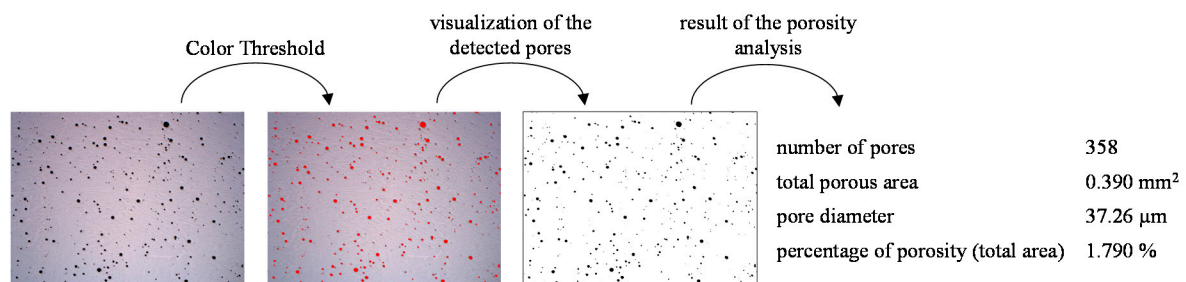 Color Threshold
visualization of the
detected pores
result of the porosity
analysis
number of pores 358
total porous area 0.390 mm²
pore diameter 37.26 µm
percentage of porosity (total area) 1.790 %